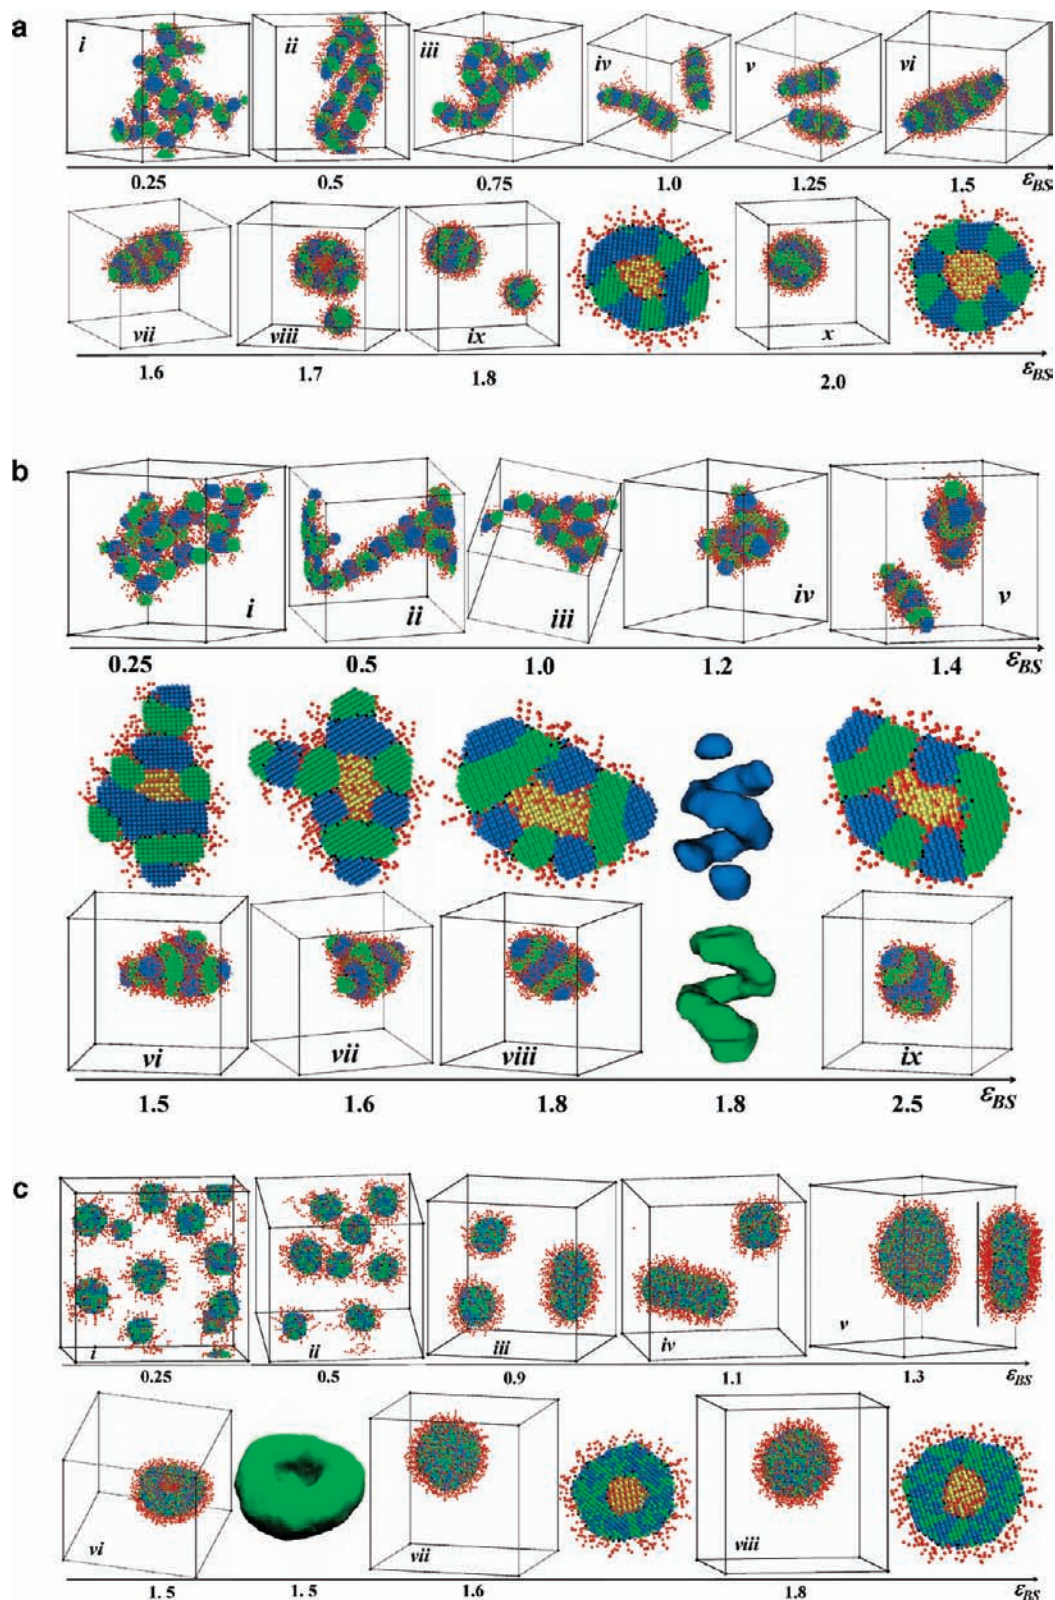 a
i ii iii iv v vi
0.25 0.5 0.75 1.0 1.25 1.5 εBS
vii viii ix x
1.6 1.7 1.8 2.0 εBS
b
i ii iii iv v
0.25 0.5 1.0 1.2 1.4 εBS
vi vii viii ix
1.5 1.6 1.8 1.8 2.5 εBS
c
i ii iii iv v
0.25 0.5 0.9 1.1 1.3 εBS
vi vii viii
1.5 1.5 1.6 1.8 εBS